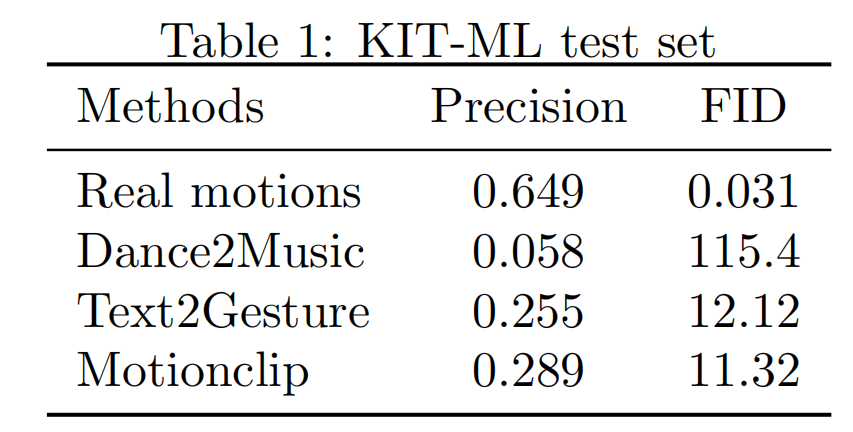 Table 1: KIT-ML test set
Methods Precision FID
Real motions 0.649 0.031
Dance2Music 0.058 115.4
Text2Gesture 0.255 12.12
Motionclip 0.289 11.32